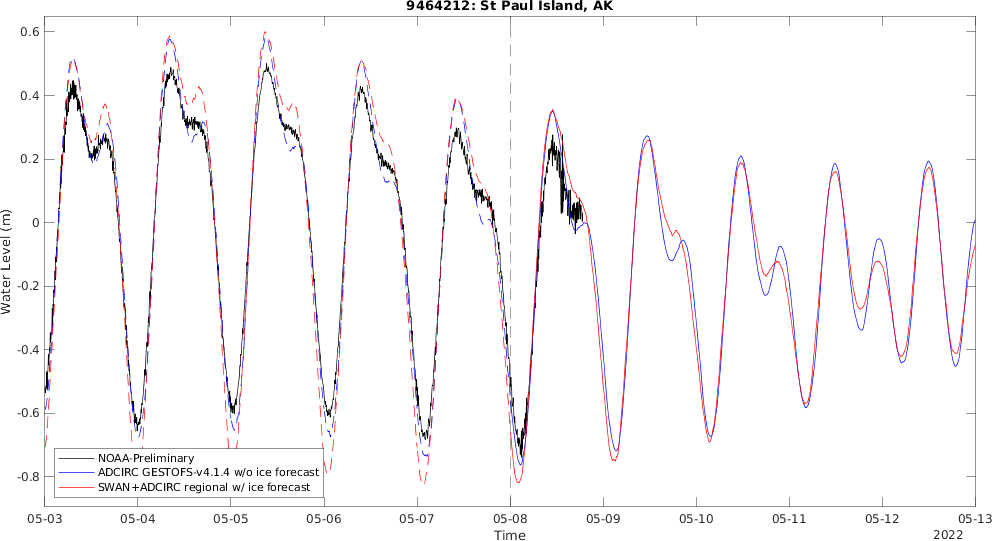 9464212: St Paul Island, AK
Water Level (m)
0.6
0.4
0.2
0
-0.2
-0.4
-0.6
-0.8
NOAA-Preliminary
ADCIRC GESTOFS-v4.1.4 w/o ice forecast
SWAN+ADCIRC regional w/ ice forecast
05-03 05-04 05-05 05-06 05-07 05-08 05-09 05-10 05-11 05-12 05-13
Time
2022